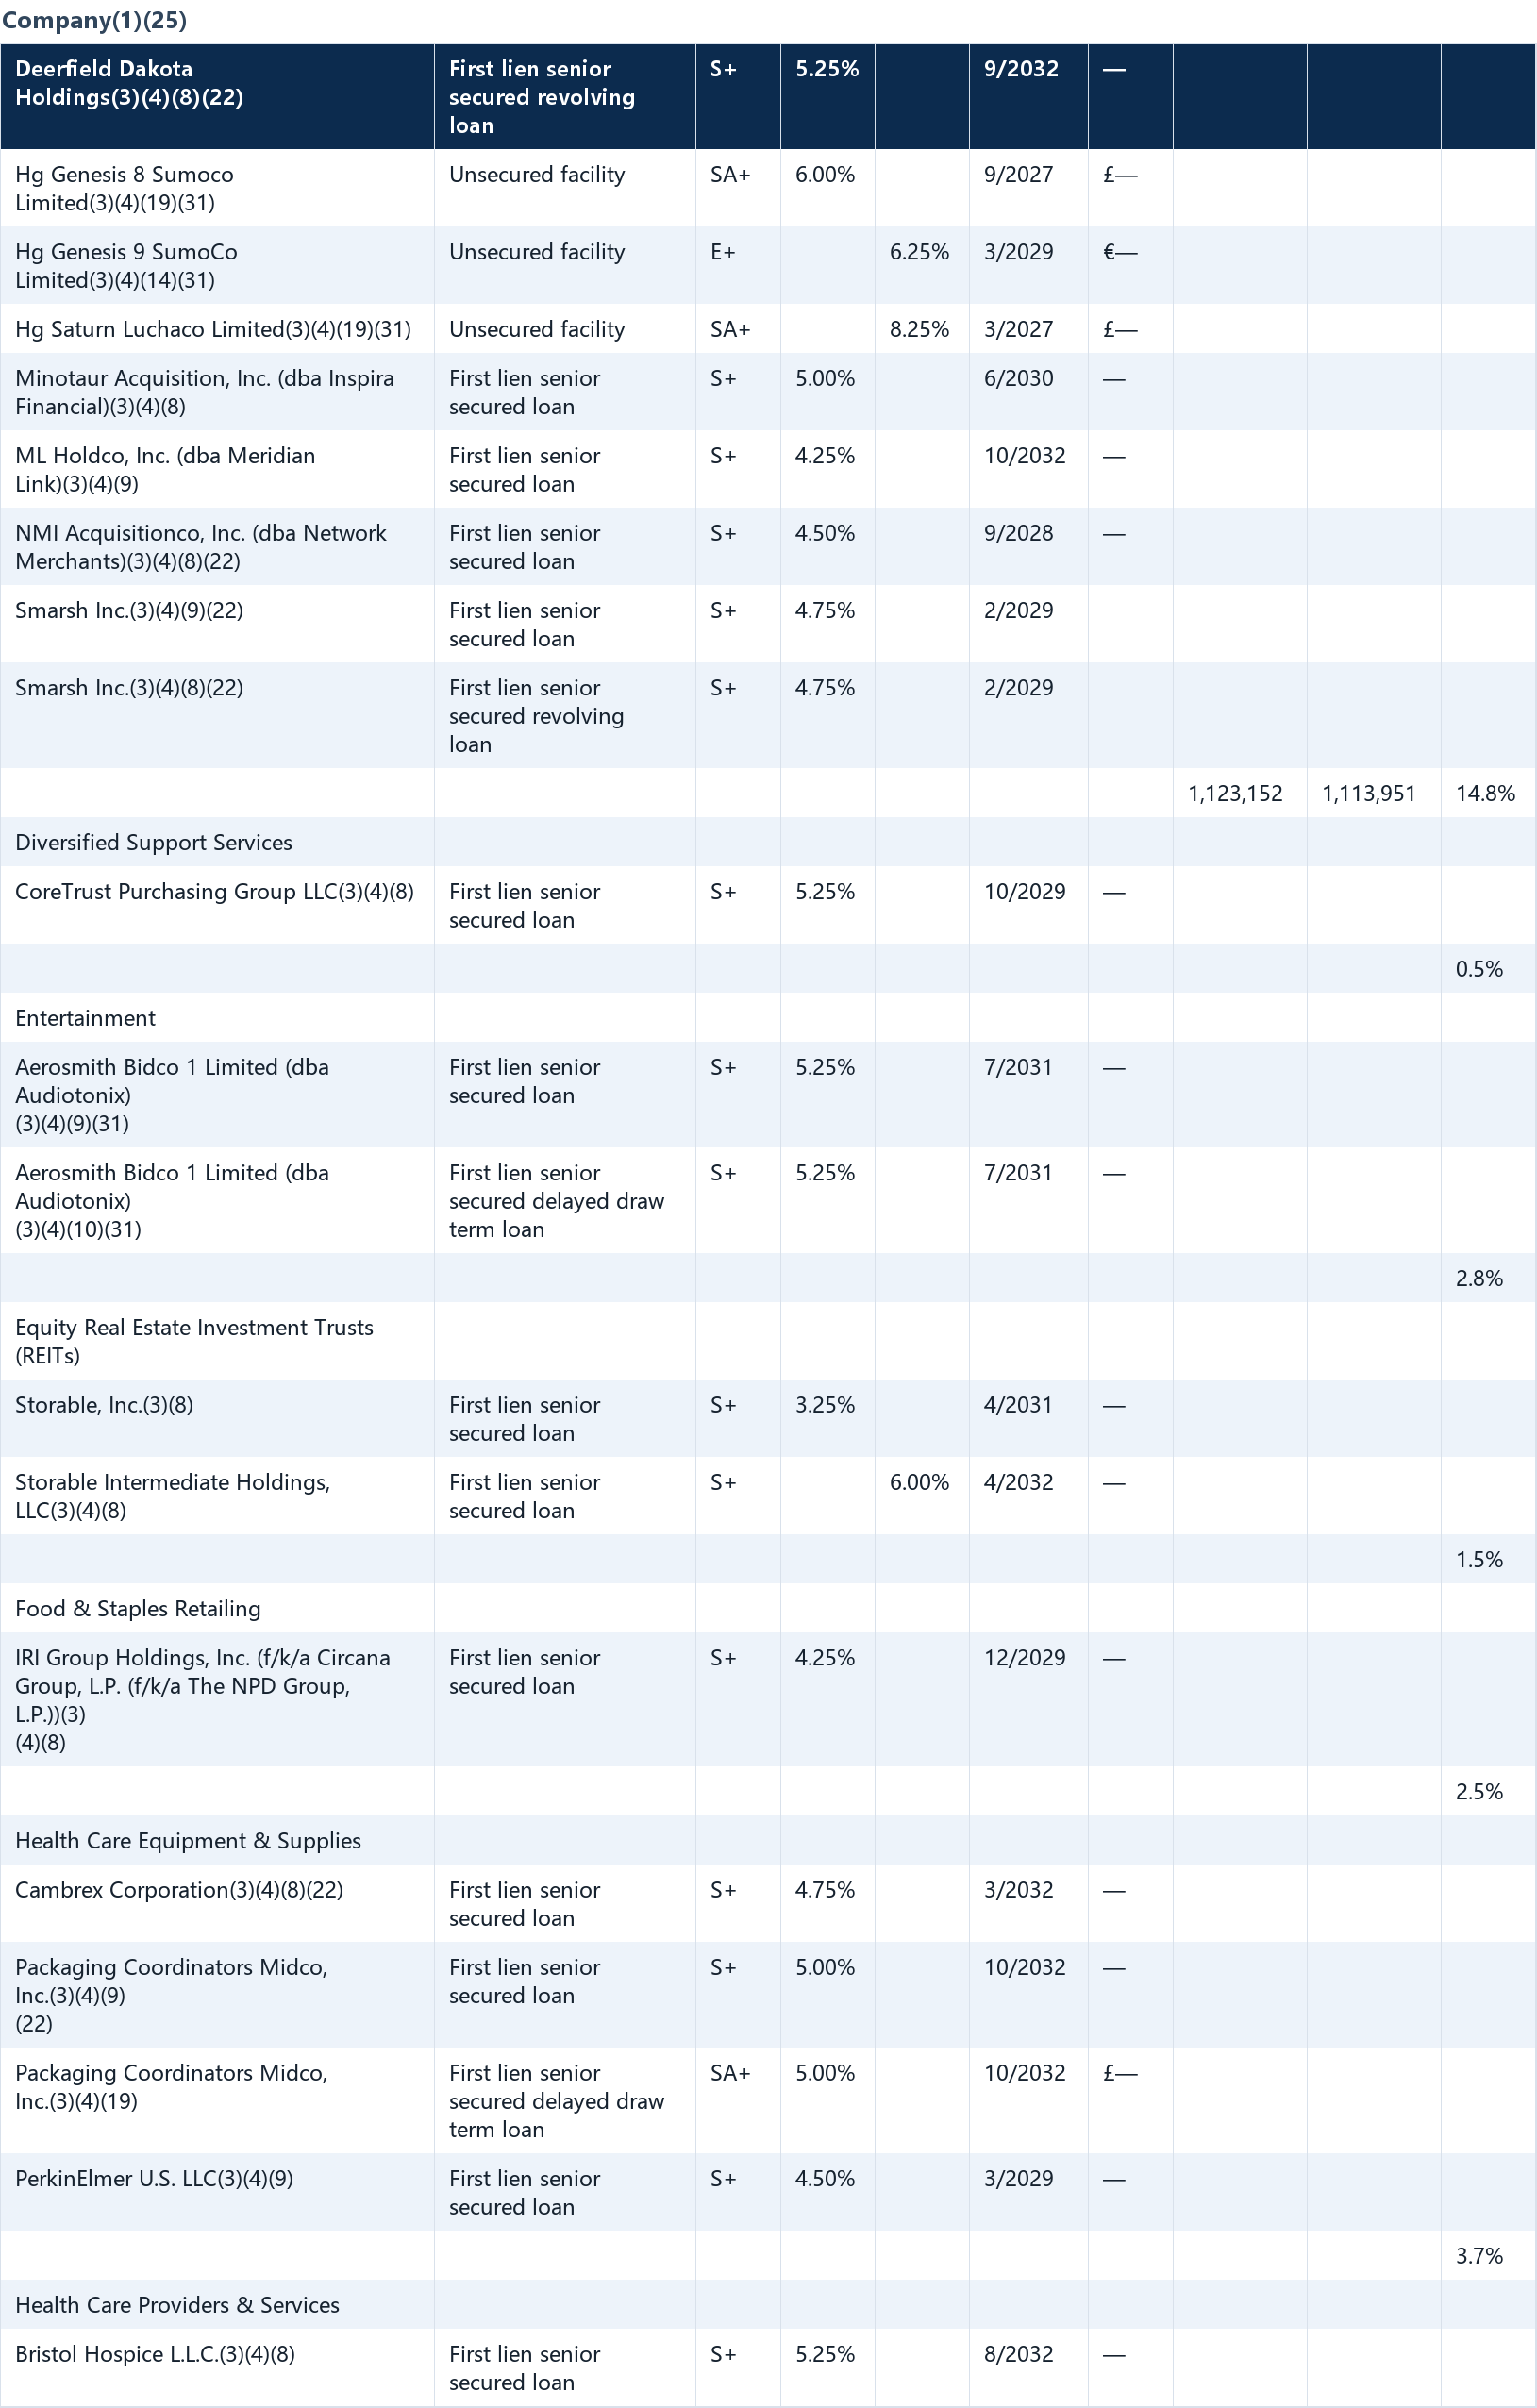 Company(1)(25)
Deerfield Dakota
Holdings(3)(4)(8)(22)
First lien senior
secured revolving
loan
S+
5.25%
9/2032
—
Hg Genesis 8 Sumoco
Limited(3)(4)(19)(31)
Unsecured facility
SA+
6.00%
9/2027
£—
Hg Genesis 9 SumoCo
Limited(3)(4)(14)(31)
Unsecured facility
E+
6.25%
3/2029
€—
Hg Saturn Luchaco Limited(3)(4)(19)(31)
Unsecured facility
SA+
8.25%
3/2027
£—
Minotaur Acquisition, Inc. (dba Inspira
Financial)(3)(4)(8)
First lien senior
secured loan
S+
5.00%
6/2030
—
ML Holdco, Inc. (dba Meridian
Link)(3)(4)(9)
First lien senior
secured loan
S+
4.25%
10/2032
—
NMI Acquisitionco, Inc. (dba Network
Merchants)(3)(4)(8)(22)
First lien senior
secured loan
S+
4.50%
9/2028
—
Smarsh Inc.(3)(4)(9)(22)
First lien senior
secured loan
S+
4.75%
2/2029
Smarsh Inc.(3)(4)(8)(22)
First lien senior
secured revolving
loan
S+
4.75%
2/2029
1,123,152
1,113,951
14.8%
Diversified Support Services
CoreTrust Purchasing Group LLC(3)(4)(8)
First lien senior
secured loan
S+
5.25%
10/2029
—
0.5%
Entertainment
Aerosmith Bidco 1 Limited (dba
Audiotonix)
(3)(4)(9)(31)
First lien senior
secured loan
S+
5.25%
7/2031
—
Aerosmith Bidco 1 Limited (dba
Audiotonix)
(3)(4)(10)(31)
First lien senior
secured delayed draw
term loan
S+
5.25%
7/2031
—
2.8%
Equity Real Estate Investment Trusts
(REITs)
Storable, Inc.(3)(8)
First lien senior
secured loan
S+
3.25%
4/2031
—
Storable Intermediate Holdings,
LLC(3)(4)(8)
First lien senior
secured loan
S+
6.00%
4/2032
—
1.5%
Food & Staples Retailing
IRI Group Holdings, Inc. (f/k/a Circana
Group, L.P. (f/k/a The NPD Group,
L.P.))(3)
(4)(8)
First lien senior
secured loan
S+
4.25%
12/2029
—
2.5%
Health Care Equipment & Supplies
Cambrex Corporation(3)(4)(8)(22)
First lien senior
secured loan
S+
4.75%
3/2032
—
Packaging Coordinators Midco,
Inc.(3)(4)(9)
(22)
First lien senior
secured loan
S+
5.00%
10/2032
—
Packaging Coordinators Midco,
Inc.(3)(4)(19)
First lien senior
secured delayed draw
term loan
SA+
5.00%
10/2032
£—
PerkinElmer U.S. LLC(3)(4)(9)
First lien senior
secured loan
S+
4.50%
3/2029
—
3.7%
Health Care Providers & Services
Bristol Hospice L.L.C.(3)(4)(8)
First lien senior
secured loan
S+
5.25%
8/2032
—